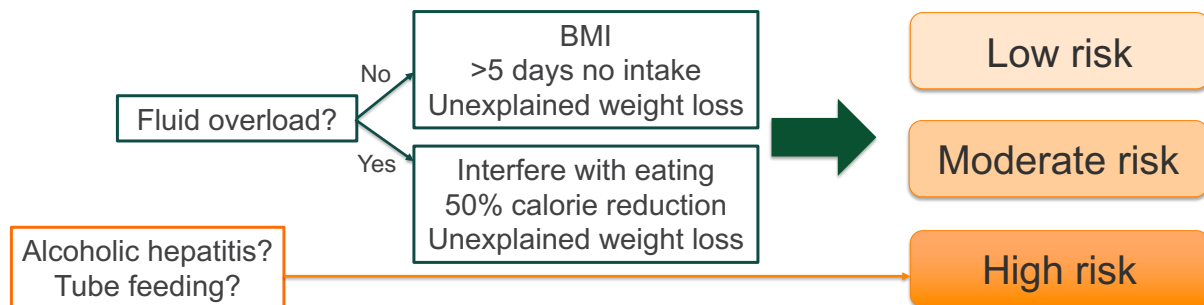 Fluid overload?
No
BMI
>5 days no intake
Unexplained weight loss
Yes
Interfere with eating
50% calorie reduction
Unexplained weight loss
Alcoholic hepatitis?
Tube feeding?
Low risk
Moderate risk
High risk